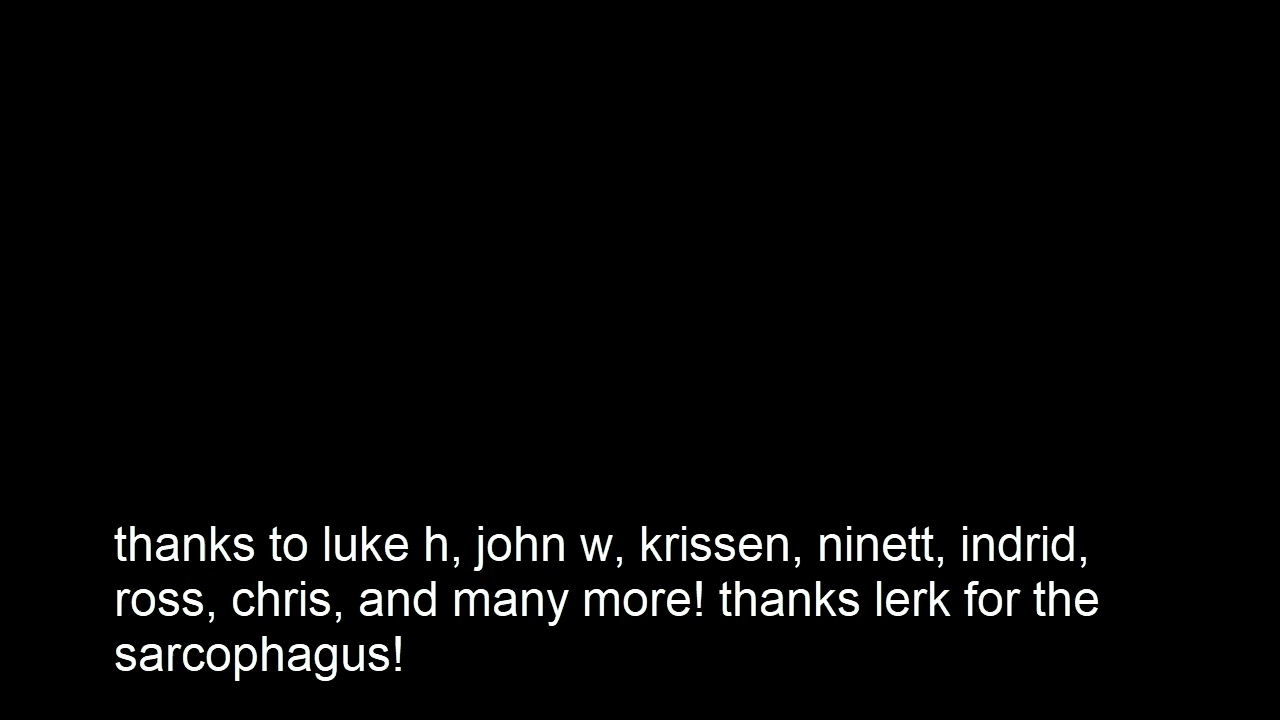 thanks to luke h, john w, krissen, ninett, indrid,
ross, chris, and many more! thanks lerk for the
sarcophagus!